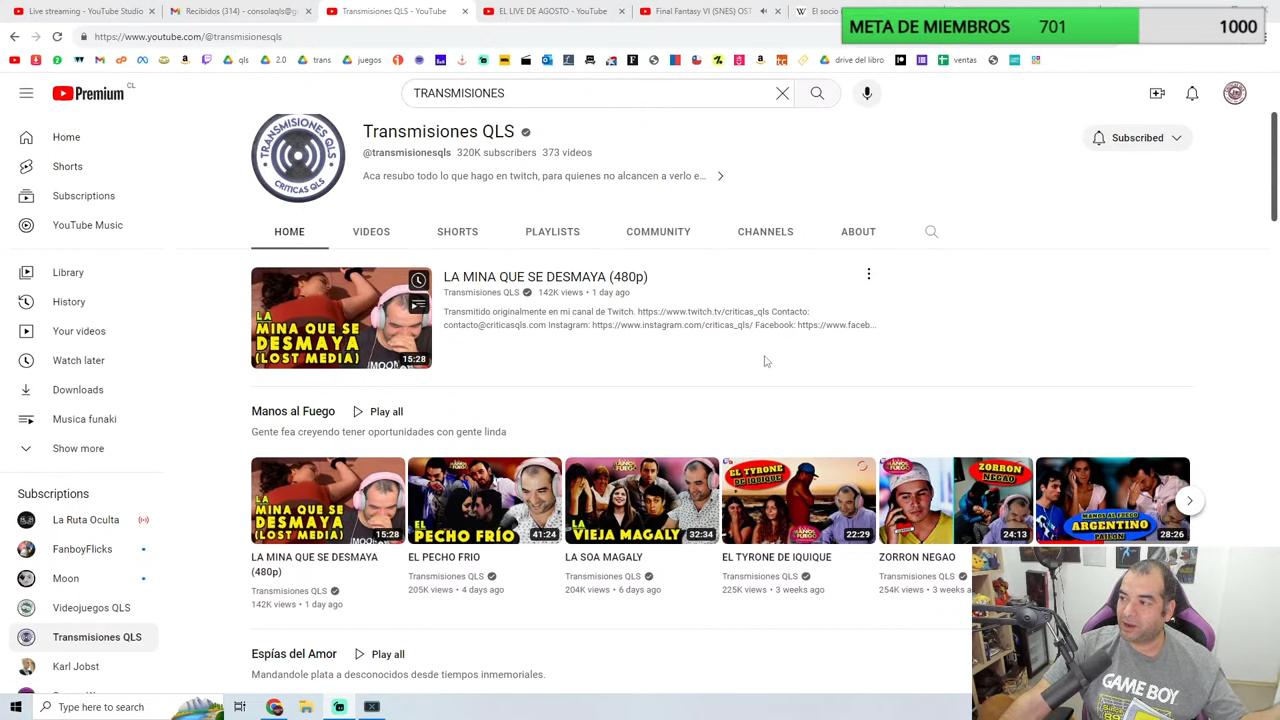 Live streaming - YouTube Studio
Recibidos (314) - consolaqls@g
Transmisiones QLS - YouTube
EL LIVE DE AGOSTO - YouTube
Final Fantasy VI (SNES) OST
El socio
META DE MIEMBROS 701 1000
https://www.youtube.com/@transmisionesqls
qls
2.0
trans
juegos
drive del libro
ventas
Premium CL
TRANSMISIONES
Home
Shorts
Subscriptions
YouTube Music
Library
History
Your videos
Watch later
Downloads
Musica funaki
Show more
Subscriptions
La Ruta Oculta
FanboyFlicks
Moon
Videojuegos QLS
Transmisiones QLS
Karl Jobst
TRANSMISIONES QLS
CRITICAS QLS
Transmisiones QLS
@transmisionesqls 320K subscribers 373 videos
Aca resubo todo lo que hago en twitch, para quienes no alcancen a verlo e...
Subscribed
HOME VIDEOS SHORTS PLAYLISTS COMMUNITY CHANNELS ABOUT
LA
MINA QUE SE
DESMAYA
(LOST MEDIA)
15:28
LA MINA QUE SE DESMAYA (480p)
Transmisiones QLS 142K views • 1 day ago
Transmitido originalmente en mi canal de Twitch. https://www.twitch.tv/criticas_qls Contacto:
contacto@criticasqls.com Instagram: https://www.instagram.com/criticas_qls/ Facebook: https://www.faceb...
Manos al Fuego Play all
Gente fea creyendo tener oportunidades con gente linda
LA
MINA QUE SE
DESMAYA
(LOST MEDIA)
15:28
LA MINA QUE SE DESMAYA
(480p)
Transmisiones QLS
142K views • 1 day ago
EL
PECHO FRÍO
41:24
EL PECHO FRIO
Transmisiones QLS
205K views • 4 days ago
LA
VIEJA MAGALY
32:34
LA SOA MAGALY
Transmisiones QLS
204K views • 6 days ago
EL TYRONE
DE IQUIQUE
22:29
EL TYRONE DE IQUIQUE
Transmisiones QLS
225K views • 3 weeks ago
ZORRON
NEGAO
24:13
ZORRON NEGAO
Transmisiones QLS
254K views • 3 weeks
MANOS AL FUEGO
ARGENTINO
PAILON
28:26
Espías del Amor Play all
Mandandole plata a desconocidos desde tiempos inmemoriales.
GAME BOY
Type here to search